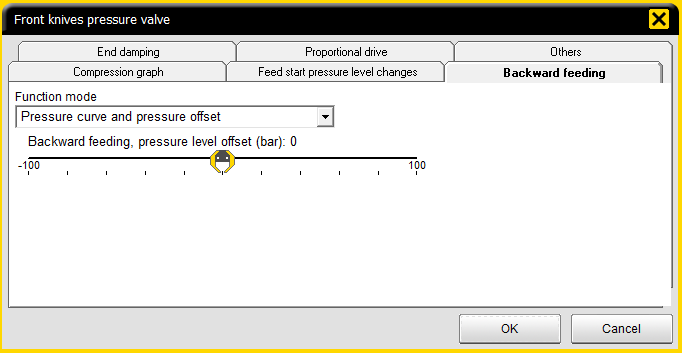 Front knives pressure valve
End damping
Proportional drive
Others
Compression graph
Feed start pressure level changes
Backward feeding
Function mode
Pressure curve and pressure offset
Backward feeding, pressure level offset (bar): 0
-100
100
OK
Cancel